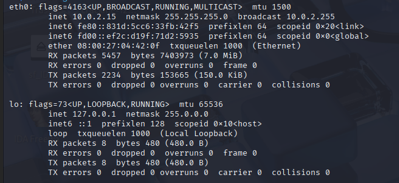 eth0: flags=4163<UP,BROADCAST,RUNNING,MULTICAST>  mtu 1500
        inet 10.0.2.15  netmask 255.255.255.0  broadcast 10.0.2.255
        inet6 fe80::831d:5cc6:33fb:42f5  prefixlen 64  scopeid 0×20<link>
        inet6 fd00::ef2c:d19f:71d2:5935  prefixlen 64  scopeid 0×0<global>
        ether 08:00:27:04:42:0f  txqueuelen 1000  (Ethernet)
        RX packets 5457  bytes 7403973 (7.0 MiB)
        RX errors 0  dropped 0  overruns 0  frame 0
        TX packets 2234  bytes 153665 (150.0 KiB)
        TX errors 0  dropped 0 overruns 0  carrier 0  collisions 0
lo: flags=73<UP,LOOPBACK,RUNNING>  mtu 65536
        inet 127.0.0.1  netmask 255.0.0.0
        inet6 ::1  prefixlen 128  scopeid 0×10<host>
        loop  txqueuelen 1000  (Local Loopback)
        RX packets 8  bytes 480 (480.0 B)
        RX errors 0  dropped 0  overruns 0  frame 0
        TX packets 8  bytes 480 (480.0 B)
        TX errors 0  dropped 0 overruns 0  carrier 0  collisions 0